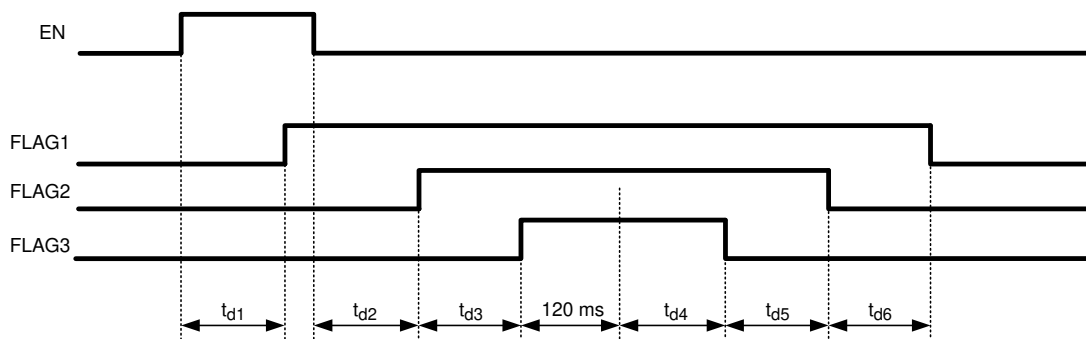 EN
FLAG1
FLAG2
FLAG3
td1 td2 td3 120 ms td4 td5 td6